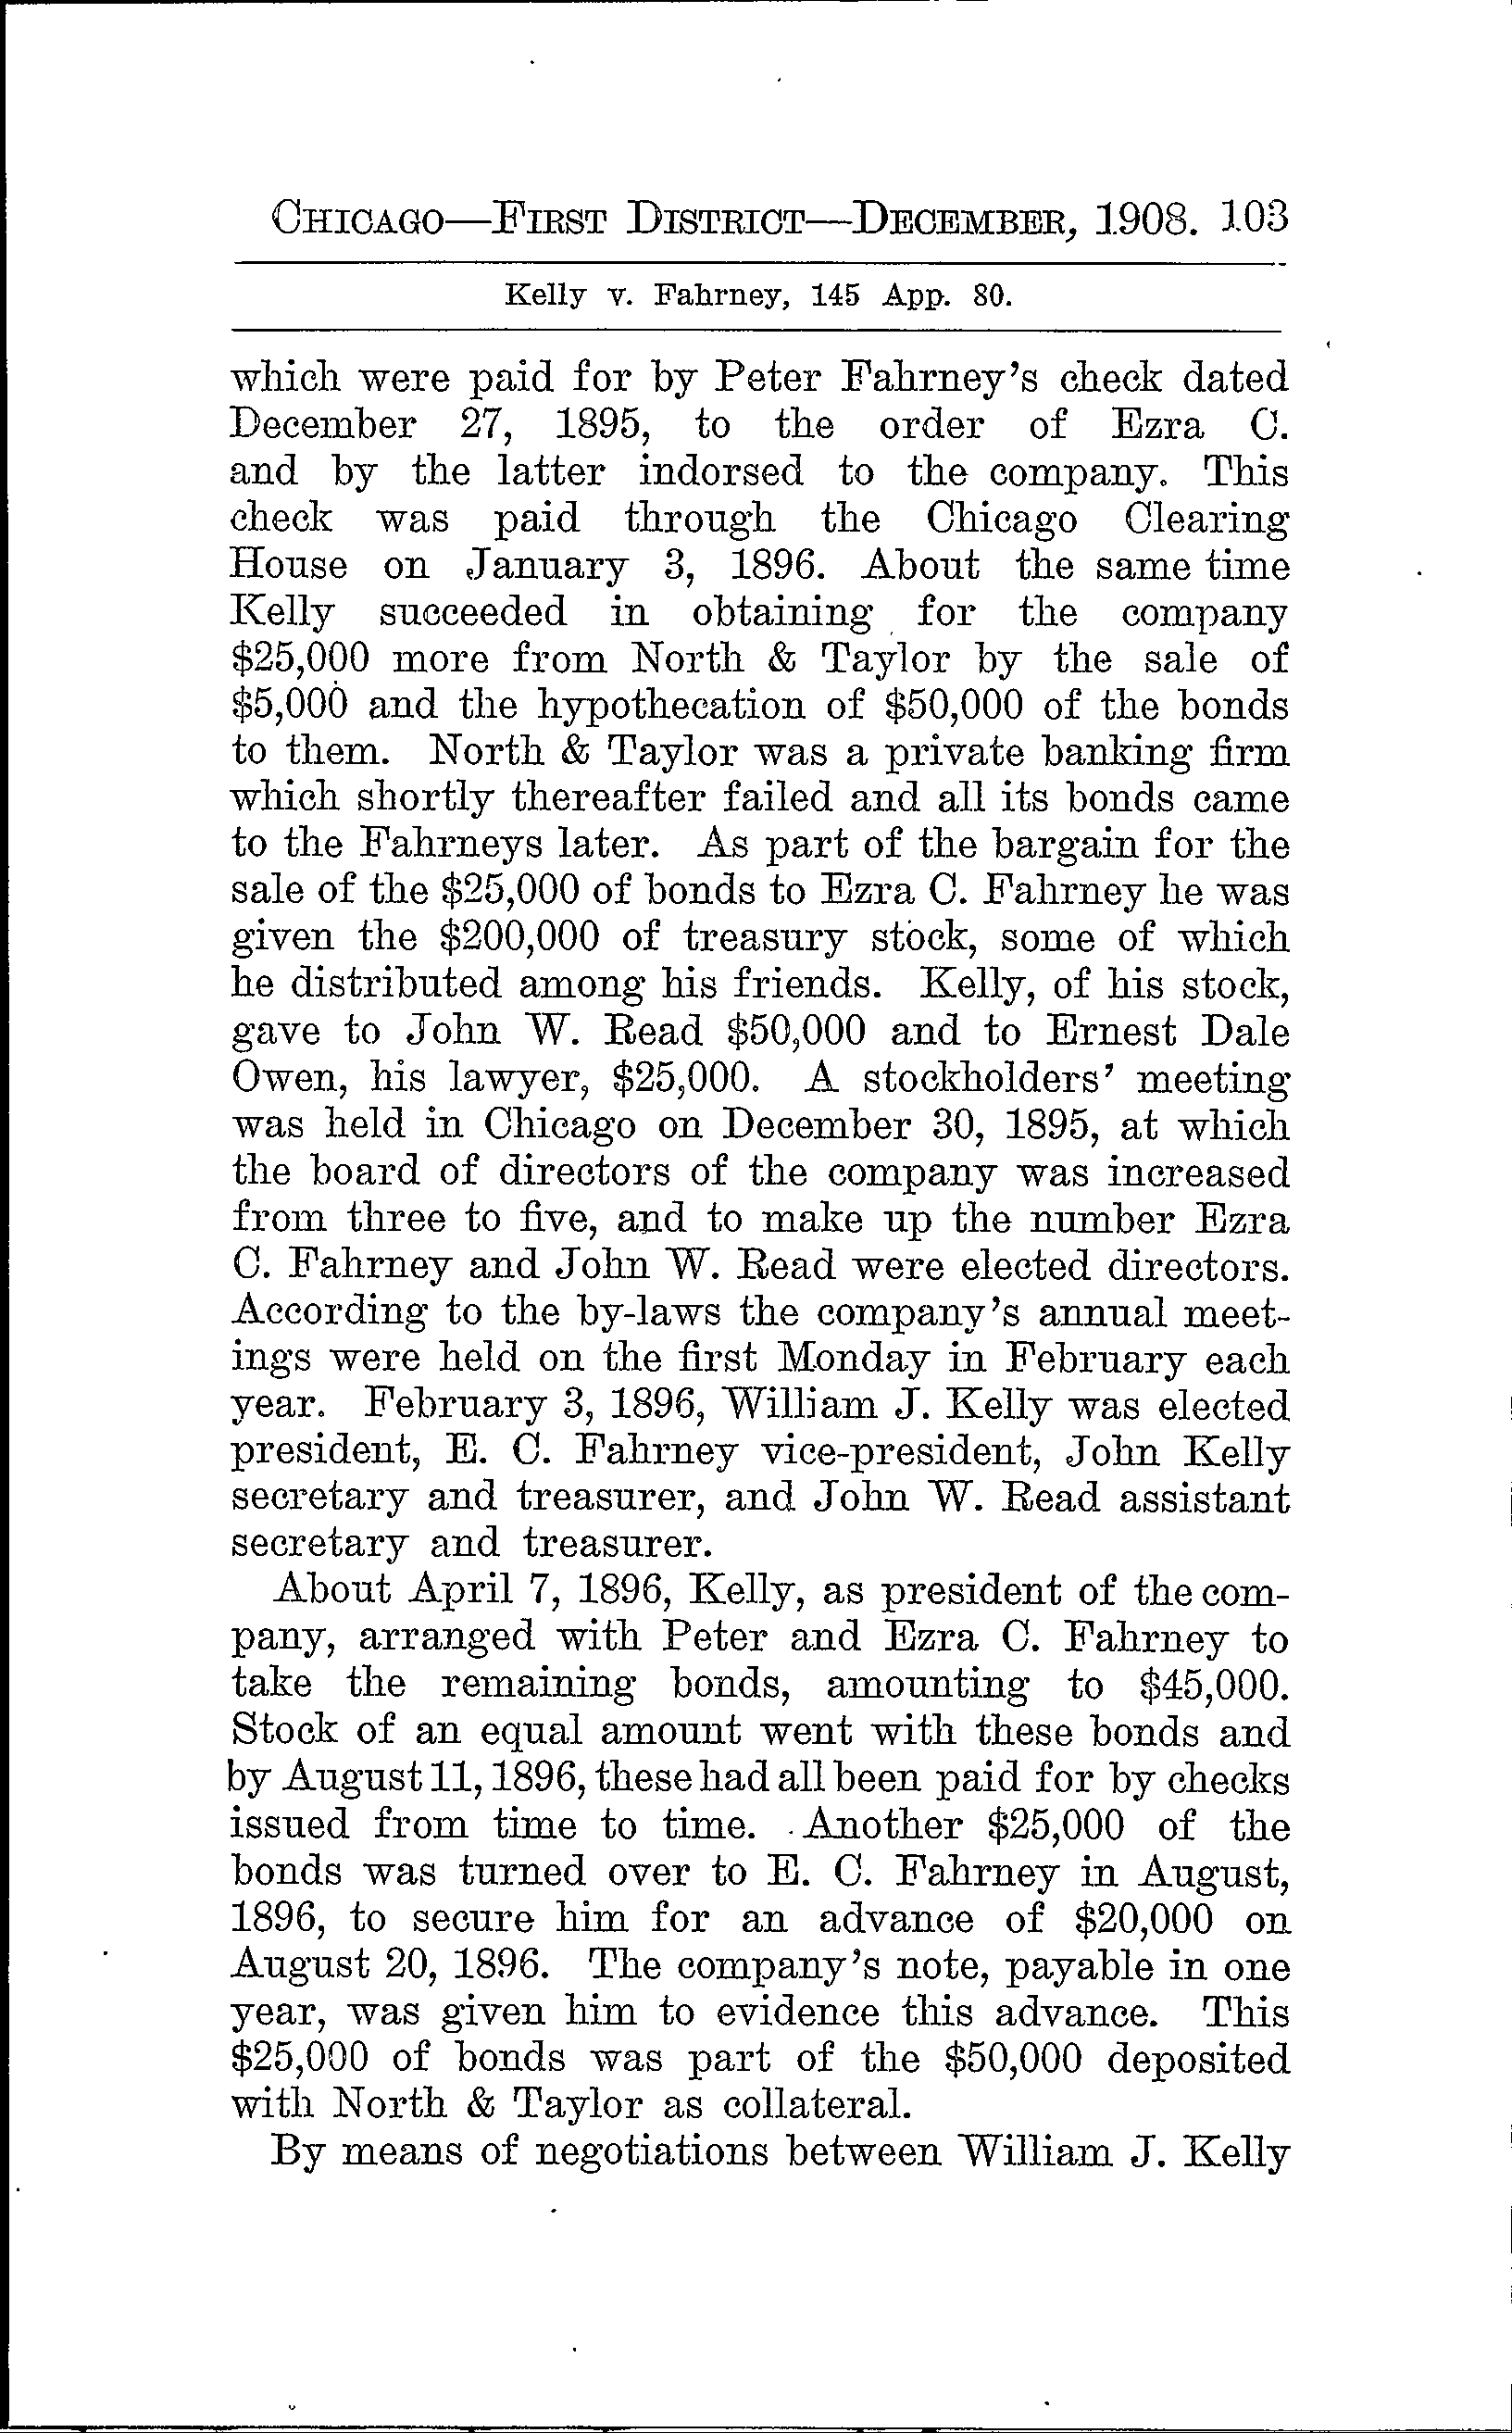 CHICAGO—FIRST DISTRICT—DECEMBER, 1908. 103
Kelly v. Fahrney, 145 App. 80.
which were paid for by Peter Fahrney's check dated
December 27, 1895, to the order of Ezra C.
and by the latter indorsed to the company. This
check was paid through the Chicago Clearing
House on January 3, 1896. About the same time
Kelly succeeded in obtaining for the company
$25,000 more from North & Taylor by the sale of
$5,000 and the hypothecation of $50,000 of the bonds
to them. North & Taylor was a private banking firm
which shortly thereafter failed and all its bonds came
to the Fahrneys later. As part of the bargain for the
sale of the $25,000 of bonds to Ezra C. Fahrney he was
given the $200,000 of treasury stock, some of which
he distributed among his friends. Kelly, of his stock,
gave to John W. Read $50,000 and to Ernest Dale
Owen, his lawyer, $25,000. A stockholders' meeting
was held in Chicago on December 30, 1895, at which
the board of directors of the company was increased
from three to five, and to make up the number Ezra
C. Fahrney and John W. Read were elected directors.
According to the by-laws the company's annual meet-
ings were held on the first Monday in February each
year. February 3, 1896, William J. Kelly was elected
president, E. C. Fahrney vice-president, John Kelly
secretary and treasurer, and John W. Read assistant
secretary and treasurer.
About April 7, 1896, Kelly, as president of the com-
pany, arranged with Peter and Ezra C. Fahrney to
take the remaining bonds, amounting to $45,000.
Stock of an equal amount went with these bonds and
by August 11, 1896, these had all been paid for by checks
issued from time to time. Another $25,000 of the
bonds was turned over to E. C. Fahrney in August,
1896, to secure him for an advance of $20,000 on
August 20, 1896. The company's note, payable in one
year, was given him to evidence this advance. This
$25,000 of bonds was part of the $50,000 deposited
with North & Taylor as collateral.
By means of negotiations between William J. Kelly